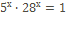 5ˣ · 28ˣ = 1